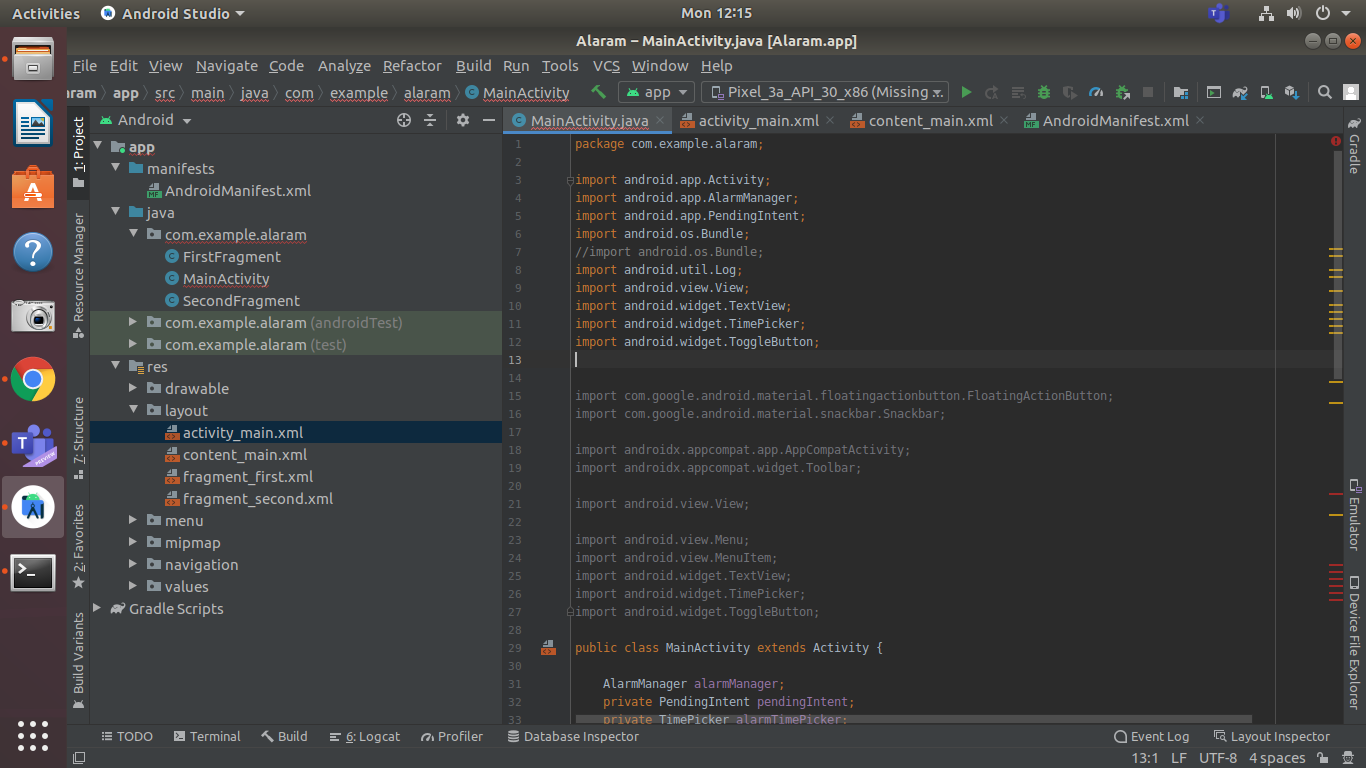 Activities Android Studio Mon 12:15
Alaram – MainActivity.java [Alaram.app]
File Edit View Navigate Code Analyze Refactor Build Run Tools VCS Window Help
aram app src main java com example alaram MainActivity app Pixel_3a_API_30_x86 (Missing ...
Android
MainActivity.java activity_main.xml content_main.xml AndroidManifest.xml
1: Project
Resource Manager
7: Structure
2: Favorites
Build Variants
app
manifests
AndroidManifest.xml
java
com.example.alaram
FirstFragment
MainActivity
SecondFragment
com.example.alaram (androidTest)
com.example.alaram (test)
res
drawable
layout
activity_main.xml
content_main.xml
fragment_first.xml
fragment_second.xml
menu
mipmap
navigation
values
Gradle Scripts
1 package com.example.alaram;
2
3 import android.app.Activity;
4 import android.app.AlarmManager;
5 import android.app.PendingIntent;
6 import android.os.Bundle;
7 //import android.os.Bundle;
8 import android.util.Log;
9 import android.view.View;
10 import android.widget.TextView;
11 import android.widget.TimePicker;
12 import android.widget.ToggleButton;
13
14
15 import com.google.android.material.floatingactionbutton.FloatingActionButton;
16 import com.google.android.material.snackbar.Snackbar;
17
18 import androidx.appcompat.app.AppCompatActivity;
19 import androidx.appcompat.widget.Toolbar;
20
21 import android.view.View;
22
23 import android.view.Menu;
24 import android.view.MenuItem;
25 import android.widget.TextView;
26 import android.widget.TimePicker;
27 import android.widget.ToggleButton;
28
29 public class MainActivity extends Activity {
30
31 AlarmManager alarmManager;
32 private PendingIntent pendingIntent;
33 private TimePicker alarmTimePicker;
Gradle
Emulator
Device File Explorer
TODO Terminal Build 6: Logcat Profiler Database Inspector Event Log Layout Inspector
13:1 LF UTF-8 4 spaces